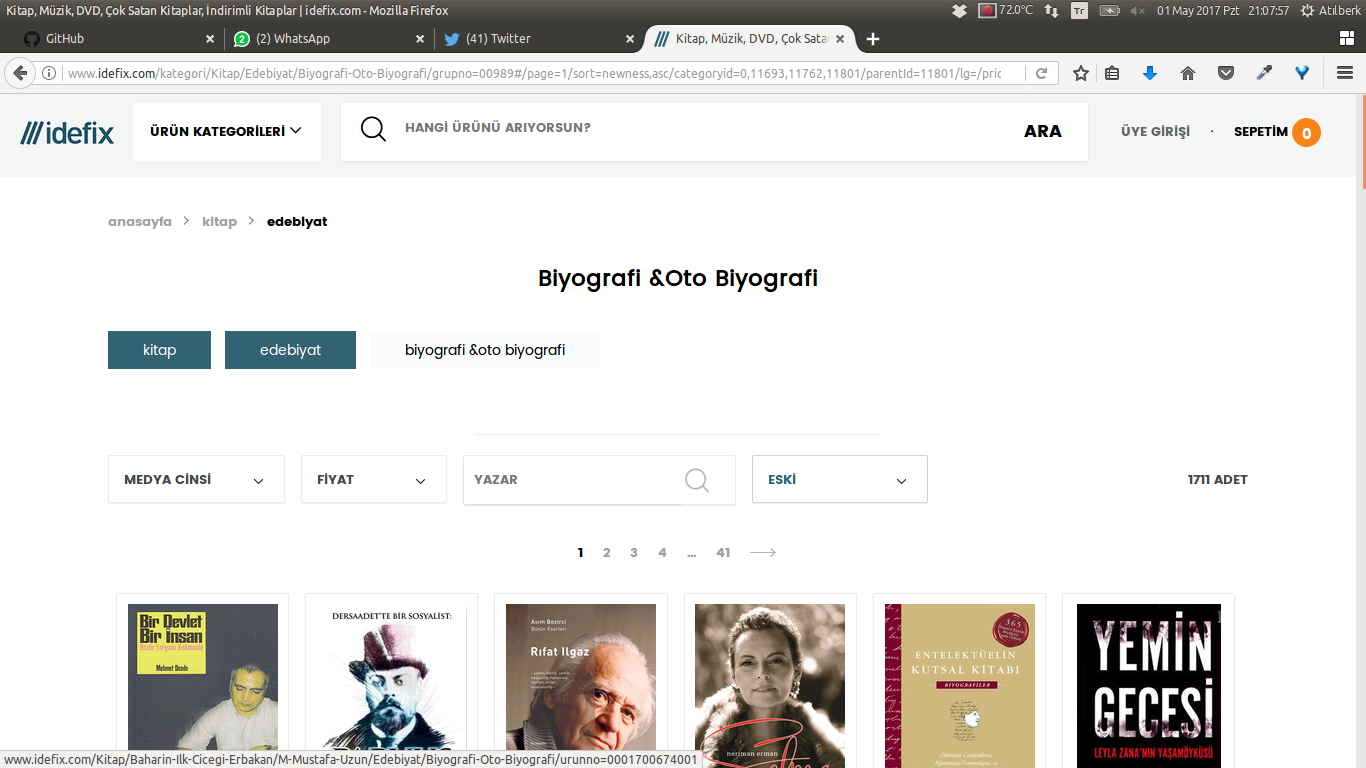 Kitap, Müzik, DVD, Çok Satan Kitaplar, İndirimli Kitaplar | idefix.com - Mozilla Firefox
72.0°C Tr 01 May 2017 Pzt 21:07:57 Atılberk
GitHub (2) WhatsApp (41) Twitter Kitap, Müzik, DVD, Çok Sata
www.idefix.com/kategori/Kitap/Edebiyat/Biyografi-Oto-Biyografi/grupno=00989#/page=1/sort=newness,asc/categoryid=0,11693,11762,11801/parentId=11801/lg=/pric
idefix ÜRÜN KATEGORİLERİ HANGİ ÜRÜNÜ ARIYORSUN? ARA ÜYE GİRİŞİ · SEPETİM 0
anasayfa > kitap > edebiyat
Biyografi &Oto Biyografi
kitap edebiyat biyografi &oto biyografi
MEDYA CİNSİ FİYAT YAZAR ESKİ 1711 ADET
1 2 3 4 ... 41
Bir Devlet
Bir İnsan
Mehmet Dende
DERSAADET'TE BİR SOSYALİST:
Asım Bezirci
Bütün Eserleri
Rıfat Ilgaz
neriman erman
365
ENTELEKTÜELİN
KUTSAL KİTABI
BİYOGRAFİLER
YEMİN
GECESİ
LEYLA ZANA'NIN YAŞAMÖYKÜSÜ
www.idefix.com/Kitap/Baharin-Ilk-Cicegi-Erbakan/M-Mustafa-Uzun/Edebiyat/Biyografi-Oto-Biyografi/urunno=0001700674001